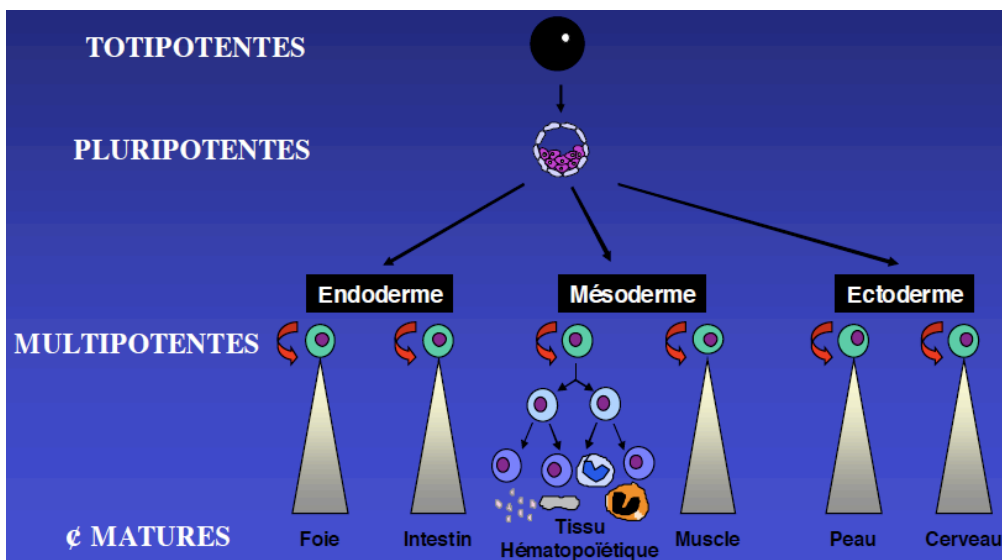 TOTIPOTENTES
PLURIPOTENTES
Endoderme
Mésoderme
Ectoderme
MULTIPOTENTES
¢ MATURES
Foie
Intestin
Tissu
Hématopoïétique
Muscle
Peau
Cerveau